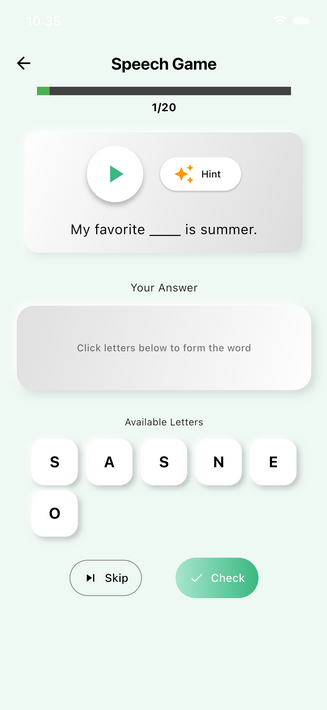 10:35
Speech Game
1/20
Hint
My favorite ____ is summer.
Your Answer
Click letters below to form the word
Available Letters
S A S N E
O
Skip Check